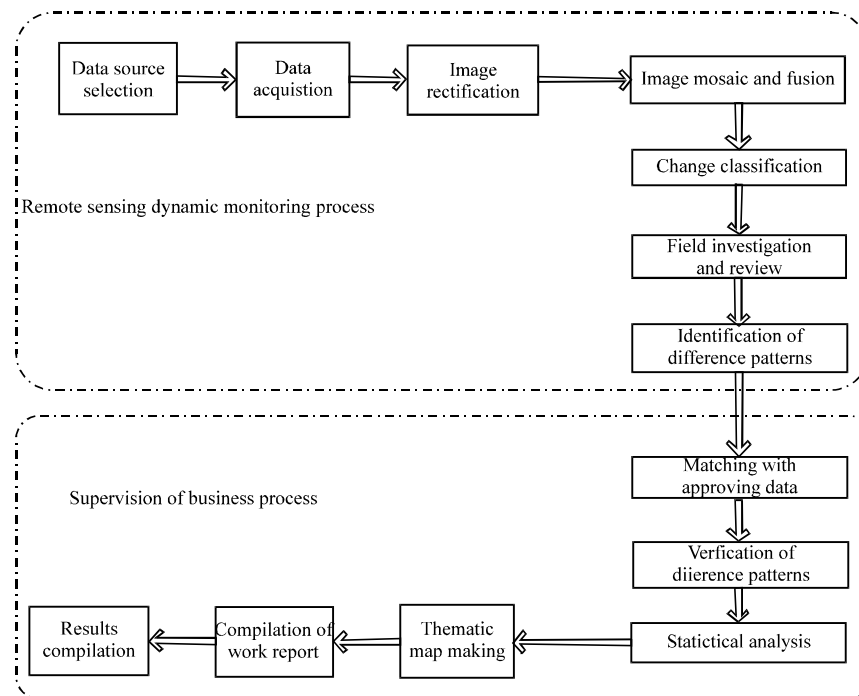 Data source
selection
Data
acquistion
Image
rectification
Image mosaic and fusion
Change classification
Remote sensing dynamic monitoring process
Field investigation
and review
Identification of
difference patterns
Matching with
approving data
Supervision of business process
Verfication of
diierence patterns
Statictical analysis
Thematic
map making
Compilation of
work report
Results
compilation